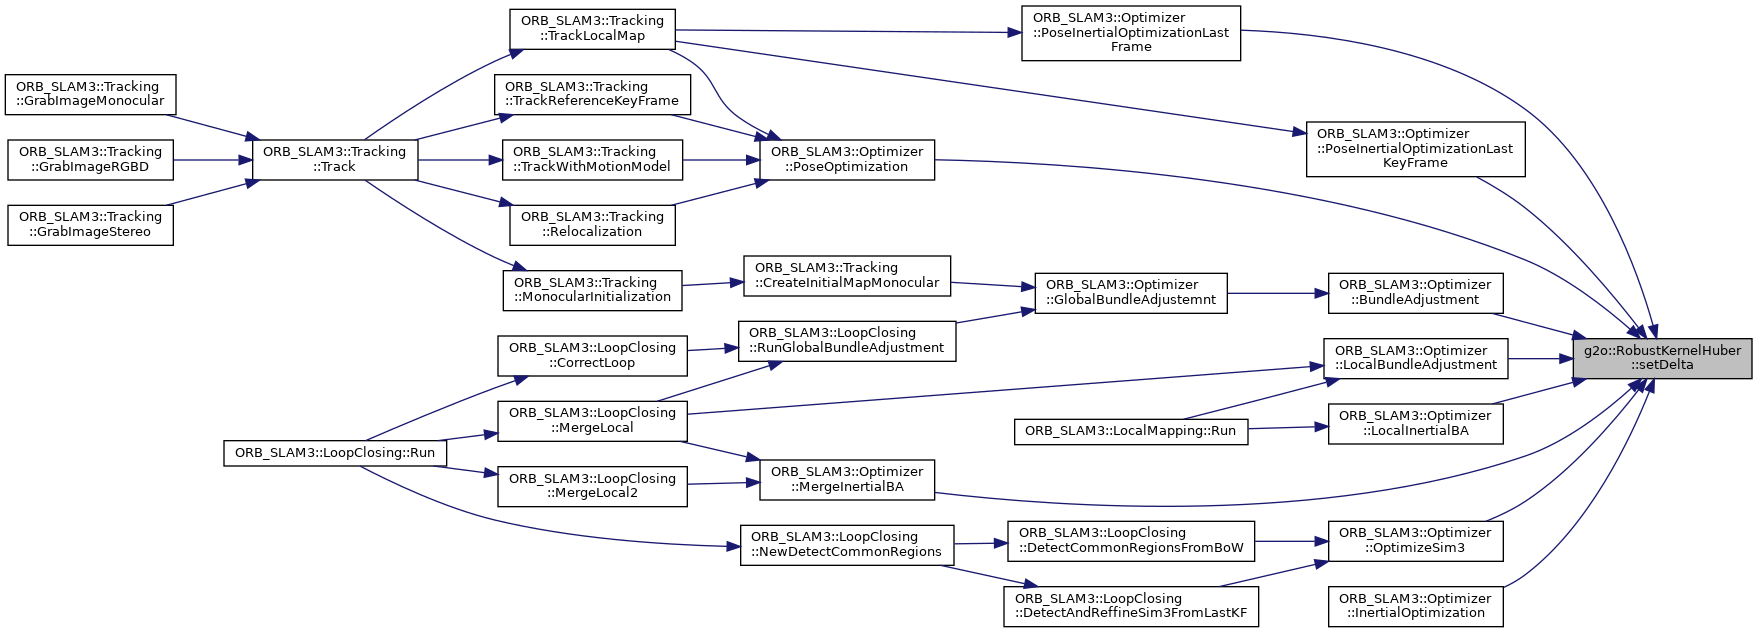 ORB_SLAM3::Tracking
::GrabImageMonocular
ORB_SLAM3::Tracking
::GrabImageRGBD
ORB_SLAM3::Tracking
::GrabImageStereo
ORB_SLAM3::Tracking
::Track
ORB_SLAM3::LoopClosing::Run
ORB_SLAM3::Tracking
::TrackLocalMap
ORB_SLAM3::Tracking
::TrackReferenceKeyFrame
ORB_SLAM3::Tracking
::TrackWithMotionModel
ORB_SLAM3::Tracking
::Relocalization
ORB_SLAM3::Tracking
::MonocularInitialization
ORB_SLAM3::LoopClosing
::CorrectLoop
ORB_SLAM3::LoopClosing
::MergeLocal
ORB_SLAM3::LoopClosing
::MergeLocal2
ORB_SLAM3::Optimizer
::PoseOptimization
ORB_SLAM3::Tracking
::CreateInitialMapMonocular
ORB_SLAM3::LoopClosing
::RunGlobalBundleAdjustment
ORB_SLAM3::Optimizer
::MergeInertialBA
ORB_SLAM3::LoopClosing
::NewDetectCommonRegions
ORB_SLAM3::Optimizer
::PoseInertialOptimizationLast
Frame
ORB_SLAM3::Optimizer
::GlobalBundleAdjustemnt
ORB_SLAM3::LocalMapping::Run
ORB_SLAM3::LoopClosing
::DetectCommonRegionsFromBoW
ORB_SLAM3::LoopClosing
::DetectAndReffineSim3FromLastKF
ORB_SLAM3::Optimizer
::PoseInertialOptimizationLast
KeyFrame
ORB_SLAM3::Optimizer
::BundleAdjustment
ORB_SLAM3::Optimizer
::LocalBundleAdjustment
ORB_SLAM3::Optimizer
::LocalInertialBA
ORB_SLAM3::Optimizer
::OptimizeSim3
ORB_SLAM3::Optimizer
::InertialOptimization
g2o::RobustKernelHuber
::setDelta